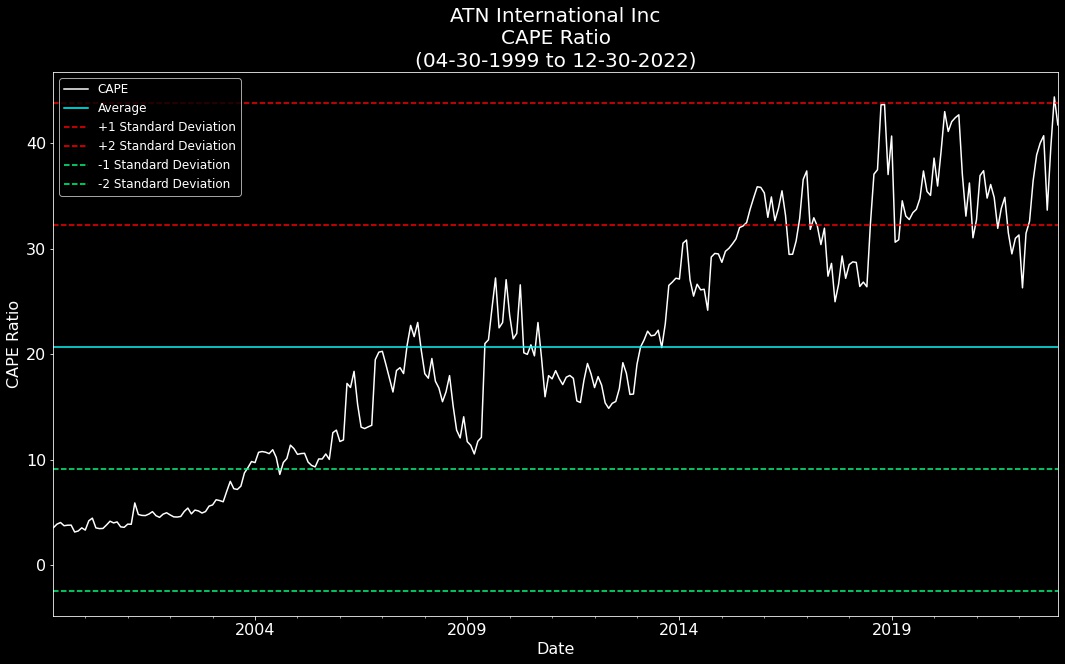 ATN International Inc
CAPE Ratio
(04-30-1999 to 12-30-2022)
CAPE
Average
+1 Standard Deviation
+2 Standard Deviation
-1 Standard Deviation
-2 Standard Deviation
CAPE Ratio
40
30
20
10
0
2004
2009
2014
2019
Date